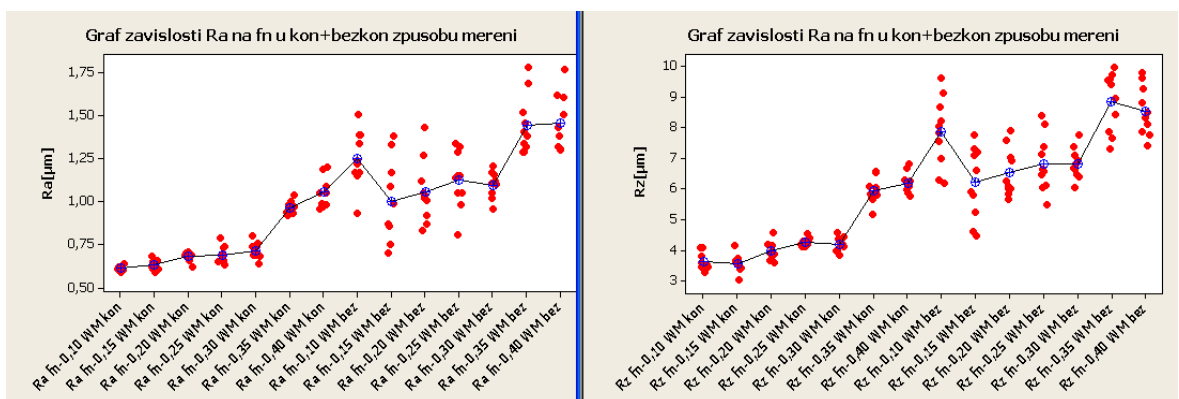 Graf zavislosti Ra na fn u kon+bezkon zpusobu mereni
Ra[µm]
1,75
1,50
1,25
1,00
0,75
0,50
Ra fn-0,10 WM kon
Ra fn-0,15 WM kon
Ra fn-0,20 WM kon
Ra fn-0,25 WM kon
Ra fn-0,30 WM kon
Ra fn-0,35 WM kon
Ra fn-0,40 WM kon
Ra fn-0,10 WM bez
Ra fn-0,15 WM bez
Ra fn-0,20 WM bez
Ra fn-0,25 WM bez
Ra fn-0,30 WM bez
Ra fn-0,35 WM bez
Ra fn-0,40 WM bez
Graf zavislosti Ra na fn u kon+bezkon zpusobu mereni
Rz[µm]
10
9
8
7
6
5
4
3
Rz fn-0,10 WM kon
Rz fn-0,15 WM kon
Rz fn-0,20 WM kon
Rz fn-0,25 WM kon
Rz fn-0,30 WM kon
Rz fn-0,35 WM kon
Rz fn-0,40 WM kon
Rz fn-0,10 WM bez
Rz fn-0,15 WM bez
Rz fn-0,20 WM bez
Rz fn-0,25 WM bez
Rz fn-0,30 WM bez
Rz fn-0,35 WM bez
Rz fn-0,40 WM bez